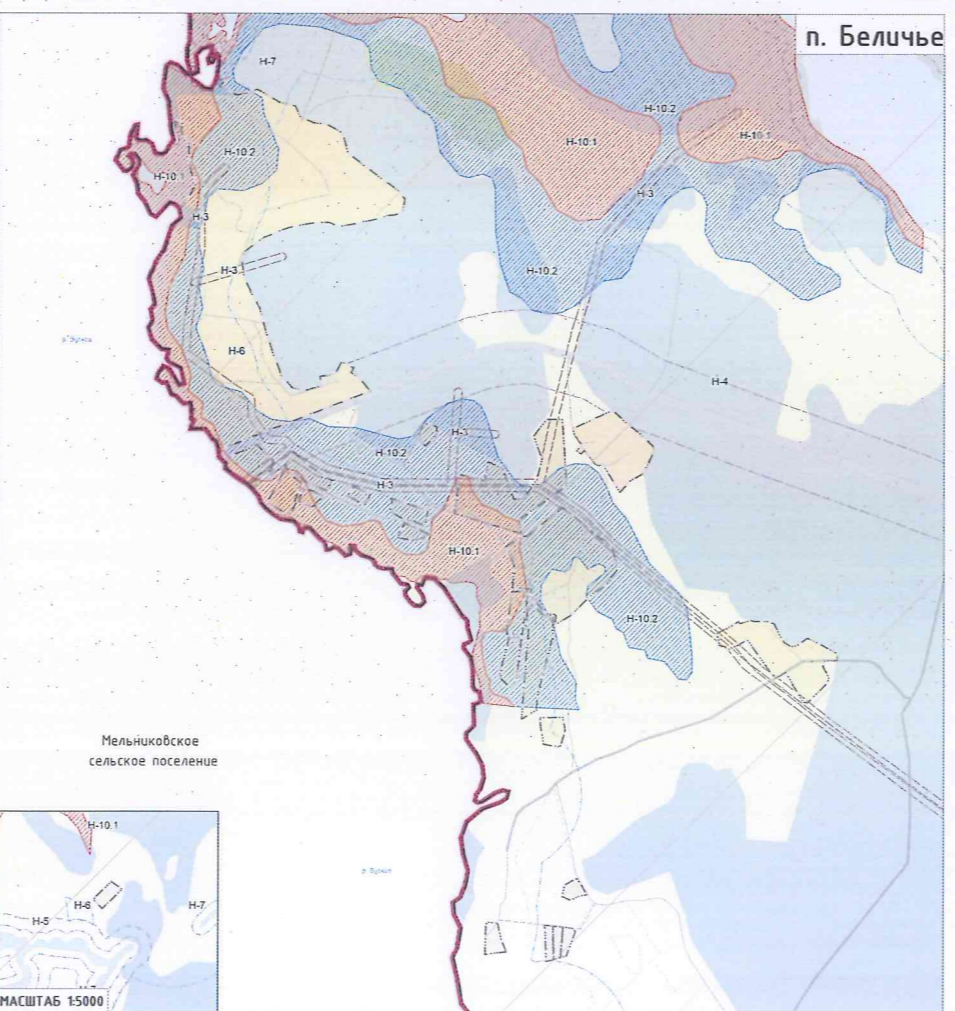 п. Беличье
Н-7
Н-10.2
Н-10.1
Н-10.1
Н-10.2
Н-10.1
Н-3
Н-3
Н-3
Н-10.2
р. Вуокса
Н-6
Н-4
Н-3
Н-10.2
Н-3
Н-10.1
Н-10.2
Мельниковское
сельское поселение
Н-10.1
р. Вуокса
Н-6
Н-7
Н-5
МАСШТАБ 1:5000